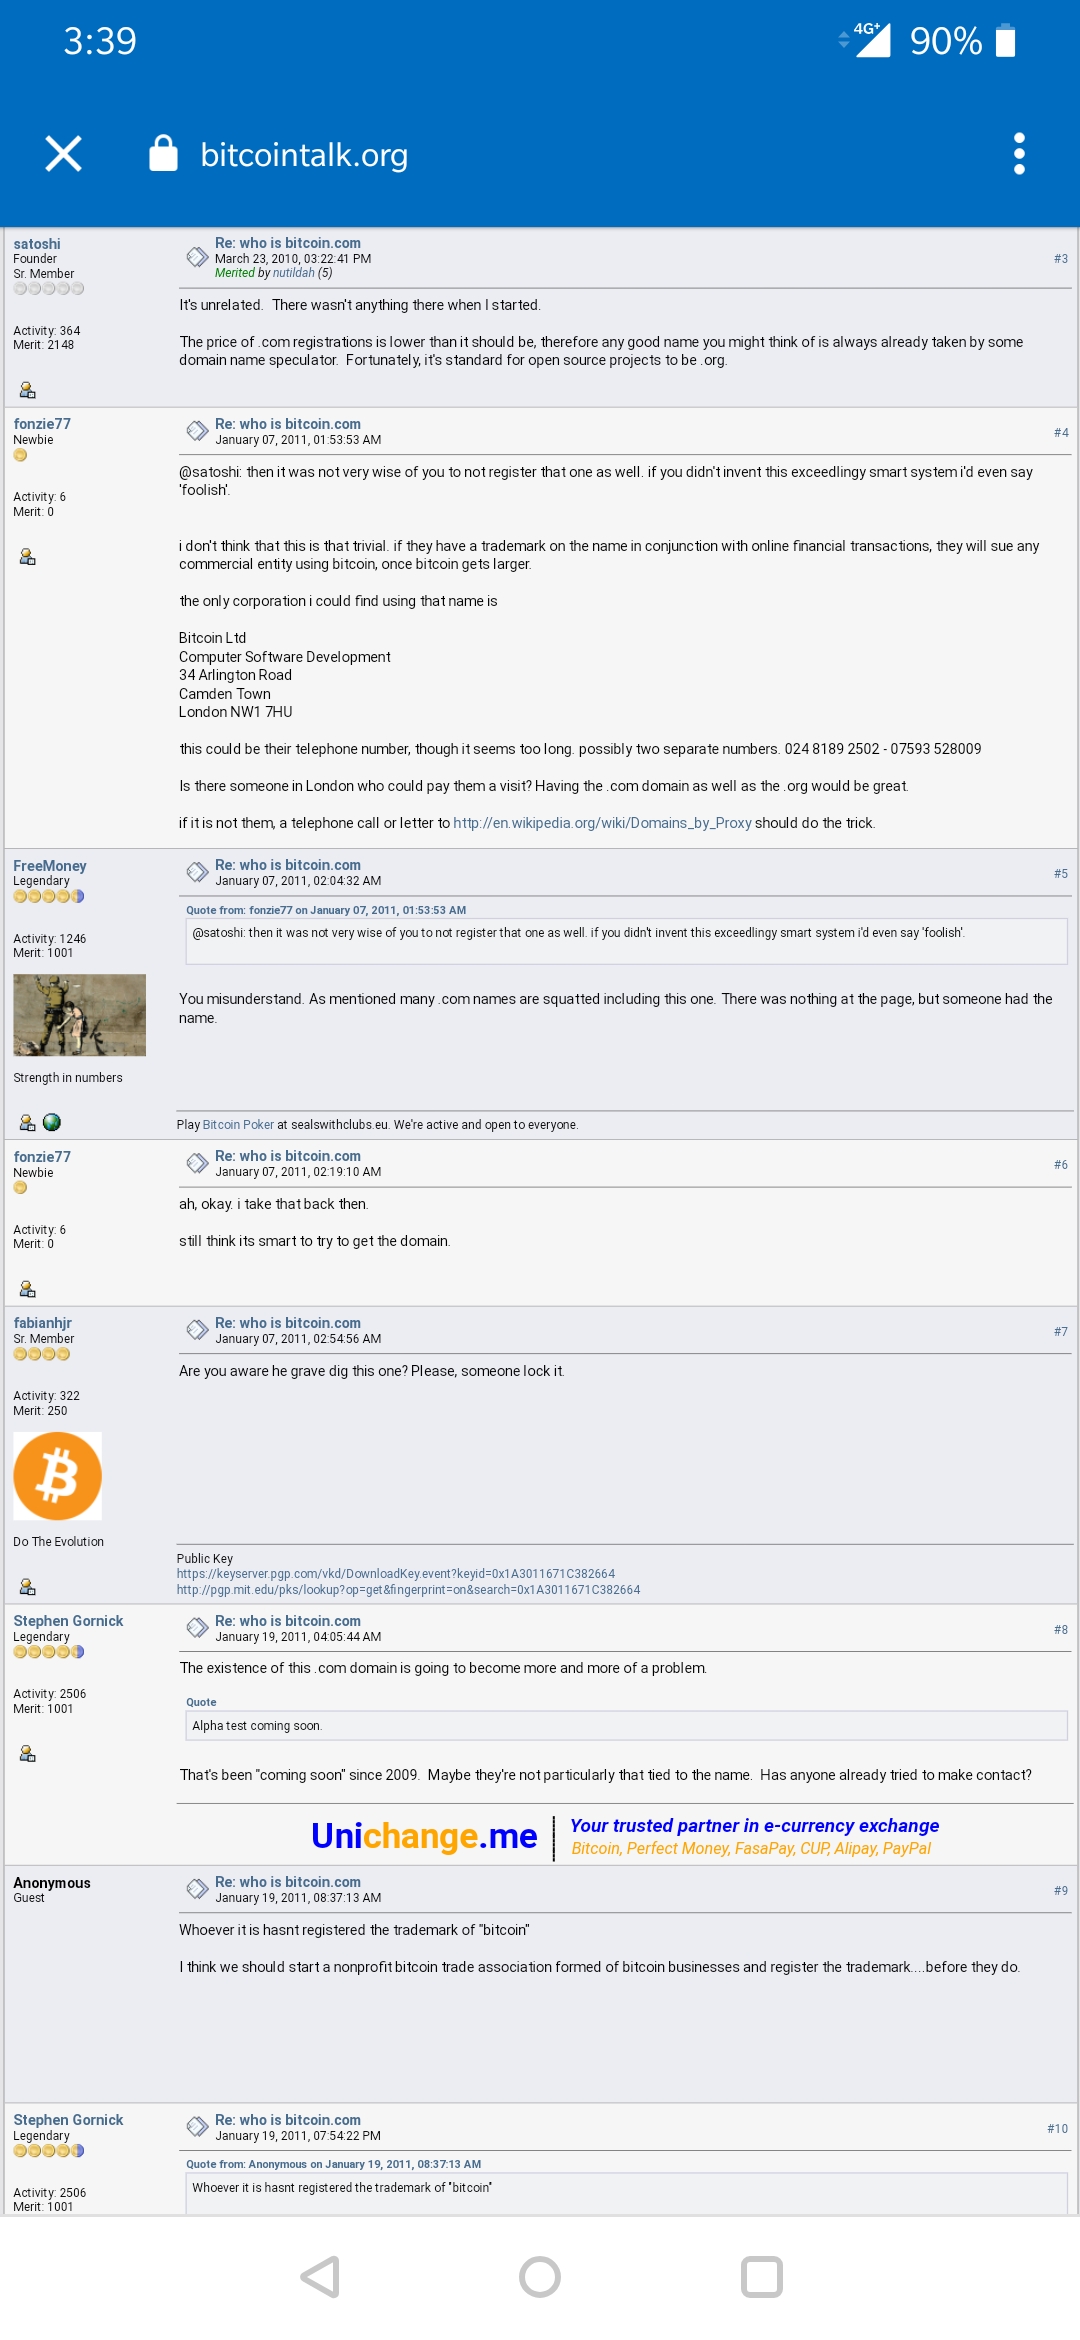 3:39
4G+ 90%
bitcointalk.org
satoshi
Founder
Sr. Member
Activity: 364
Merit: 2148
Re: who is bitcoin.com
March 23, 2010, 03:22:41 PM
Merited by nutildah (5)
#3
It's unrelated.  There wasn't anything there when I started.
The price of .com registrations is lower than it should be, therefore any good name you might think of is always already taken by some
domain name speculator.  Fortunately, it's standard for open source projects to be .org.
fonzie77
Newbie
Activity: 6
Merit: 0
Re: who is bitcoin.com
January 07, 2011, 01:53:53 AM
#4
@satoshi: then it was not very wise of you to not register that one as well. if you didn't invent this exceedlingy smart system i'd even say
'foolish'.
i don't think that this is that trivial. if they have a trademark on the name in conjunction with online financial transactions, they will sue any
commercial entity using bitcoin, once bitcoin gets larger.
the only corporation i could find using that name is
Bitcoin Ltd
Computer Software Development
34 Arlington Road
Camden Town
London NW1 7HU
this could be their telephone number, though it seems too long. possibly two separate numbers. 024 8189 2502 - 07593 528009
Is there someone in London who could pay them a visit? Having the .com domain as well as the .org would be great.
if it is not them, a telephone call or letter to http://en.wikipedia.org/wiki/Domains_by_Proxy should do the trick.
FreeMoney
Legendary
Activity: 1246
Merit: 1001
Strength in numbers
Re: who is bitcoin.com
January 07, 2011, 02:04:32 AM
#5
Quote from: fonzie77 on January 07, 2011, 01:53:53 AM
@satoshi: then it was not very wise of you to not register that one as well. if you didn't invent this exceedlingy smart system i'd even say 'foolish'.
You misunderstand. As mentioned many .com names are squatted including this one. There was nothing at the page, but someone had the
name.
Play Bitcoin Poker at sealswithclubs.eu. We're active and open to everyone.
fonzie77
Newbie
Activity: 6
Merit: 0
Re: who is bitcoin.com
January 07, 2011, 02:19:10 AM
#6
ah, okay. i take that back then.
still think its smart to try to get the domain.
fabianhjr
Sr. Member
Activity: 322
Merit: 250
Do The Evolution
Re: who is bitcoin.com
January 07, 2011, 02:54:56 AM
#7
Are you aware he grave dig this one? Please, someone lock it.
Public Key
https://keyserver.pgp.com/vkd/DownloadKey.event?keyid=0x1A3011671C382664
http://pgp.mit.edu/pks/lookup?op=get&fingerprint=on&search=0x1A3011671C382664
Stephen Gornick
Legendary
Activity: 2506
Merit: 1001
Re: who is bitcoin.com
January 19, 2011, 04:05:44 AM
#8
The existence of this .com domain is going to become more and more of a problem.
Quote
Alpha test coming soon.
That's been "coming soon" since 2009.  Maybe they're not particularly that tied to the name.  Has anyone already tried to make contact?
Unichange.me
Your trusted partner in e-currency exchange
Bitcoin, Perfect Money, FasaPay, CUP, Alipay, PayPal
Anonymous
Guest
Re: who is bitcoin.com
January 19, 2011, 08:37:13 AM
#9
Whoever it is hasnt registered the trademark of "bitcoin"
I think we should start a nonprofit bitcoin trade association formed of bitcoin businesses and register the trademark....before they do.
Stephen Gornick
Legendary
Activity: 2506
Merit: 1001
Re: who is bitcoin.com
January 19, 2011, 07:54:22 PM
#10
Quote from: Anonymous on January 19, 2011, 08:37:13 AM
Whoever it is hasnt registered the trademark of "bitcoin"